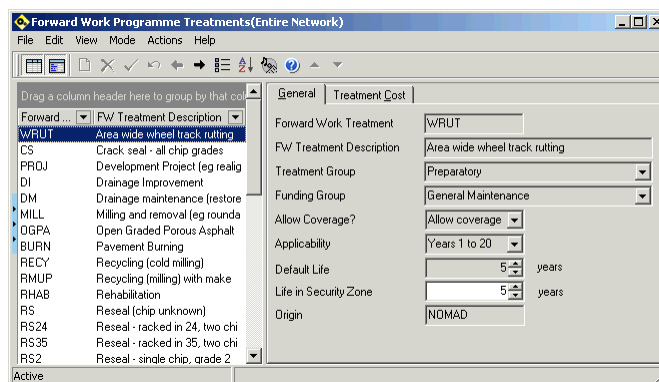 Forward Work Programme Treatments(Entire Network)
File Edit View Mode Actions Help
Drag a column header here to group by that col
Forward ... FW Treatment Description
WRUT Area wide wheel track rutting
CS Crack seal - all chip grades
PROJ Development Project (eg realig
DI Drainage Improvement
DM Drainage maintenance (restore
MILL Milling and removal (eg rounda
OGPA Open Graded Porous Asphalt
BURN Pavement Burning
RECY Recycling (cold milling)
RMUP Recycling (milling) with make
RHAB Rehabilitation
RS Reseal (chip unknown)
RS24 Reseal - racked in 24, two chi
RS35 Reseal - racked in 35, two chi
RS2 Reseal - single chip, grade 2
General Treatment Cost
Forward Work Treatment WRUT
FW Treatment Description Area wide wheel track rutting
Treatment Group Preparatory
Funding Group General Maintenance
Allow Coverage? Allow coverage
Applicability Years 1 to 20
Default Life 5 years
Life in Security Zone 5 years
Origin NOMAD
Active